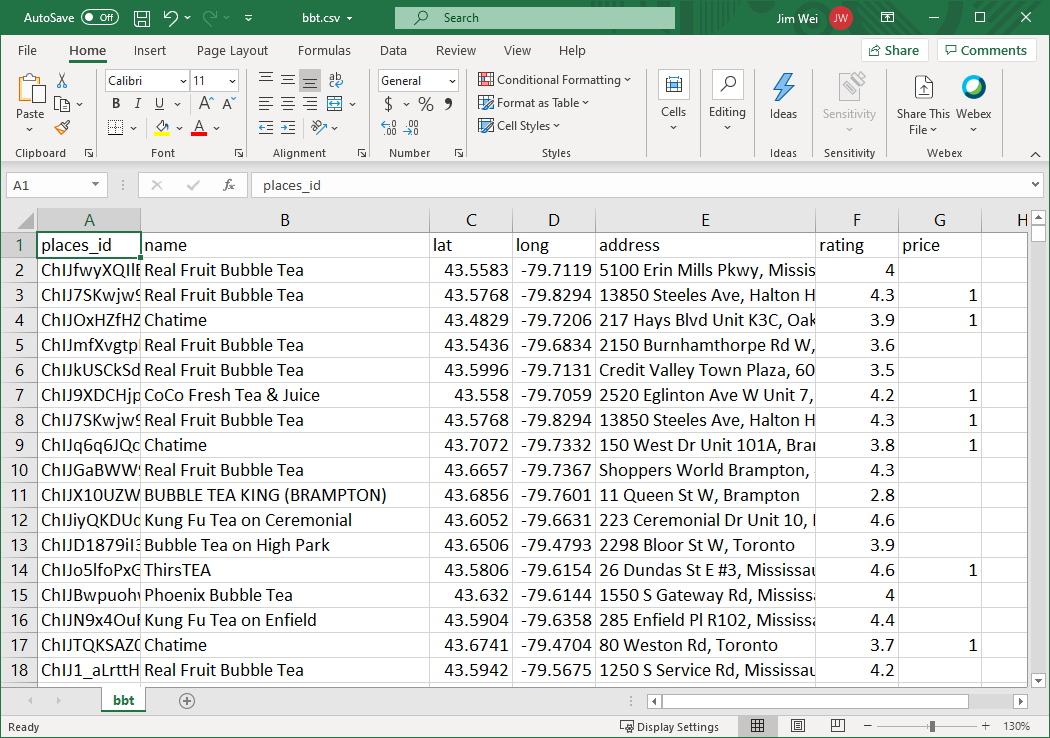 AutoSave Off bbt.csv Search Jim Wei JW
File Home Insert Page Layout Formulas Data Review View Help Share Comments
Paste
Calibri 11
B I U A A
A
ab
General
$ % 9
.00 .00
Conditional Formatting
Format as Table
Cell Styles
Cells
Editing
Ideas
Sensitivity
Share This File
Webex
Clipboard Font Alignment Number Styles Ideas Sensitivity Webex
A1 fx places_id
A B C D E F G H
1 places_id name lat long address rating price
2 Real Fruit Bubble Tea 43.5583 -79.7119 5100 Erin Mills Pkwy, Missis 4
3 ChIJ7SKwjw9 Real Fruit Bubble Tea 43.5768 -79.8294 13850 Steeles Ave, Halton H 4.3 1
4 ChIJOxHZfHZ Chatime 43.4829 -79.7206 217 Hays Blvd Unit K3C, Oak 3.9 1
5 ChIJmfXvgtp Real Fruit Bubble Tea 43.5436 -79.6834 2150 Burnhamthorpe Rd W, 3.6
6 ChIJkUSCkSd Real Fruit Bubble Tea 43.5996 -79.7131 Credit Valley Town Plaza, 60 3.5
7 ChIJ9XDCHjp CoCo Fresh Tea & Juice 43.558 -79.7059 2520 Eglinton Ave W Unit 7, 4.2 1
8 ChIJ7SKwjw9 Real Fruit Bubble Tea 43.5768 -79.8294 13850 Steeles Ave, Halton H 4.3 1
9 ChIJq6q6JQc Chatime 43.7072 -79.7332 150 West Dr Unit 101A, Bra 3.8 1
10 ChIJGaBWW Real Fruit Bubble Tea 43.6657 -79.7367 Shoppers World Brampton, 4.3
11 ChIJX10UZW BUBBLE TEA KING (BRAMPTON) 43.6856 -79.7601 11 Queen St W, Brampton 2.8
12 ChIJiyQKDUc Kung Fu Tea on Ceremonial 43.6052 -79.6631 223 Ceremonial Dr Unit 10, 4.6
13 Bubble Tea on High Park 43.6506 -79.4793 2298 Bloor St W, Toronto 3.9
14 ChIJo5lfoPxG ThirsTEA 43.5806 -79.6154 26 Dundas St E #3, Mississau 4.6 1
15 ChIJBwpuohv Phoenix Bubble Tea 43.632 -79.6144 1550 S Gateway Rd, Mississ 4
16 Kung Fu Tea on Enfield 43.5904 -79.6358 285 Enfield Pl R102, Mississ 4.4
17 ChIJTQKSAZ0 Chatime 43.6741 -79.4704 80 Weston Rd, Toronto 3.7 1
18 ChIJ1_aLrttH Real Fruit Bubble Tea 43.5942 -79.5675 1250 S Service Rd, Mississau 4.2
bbt
Ready Display Settings 130%